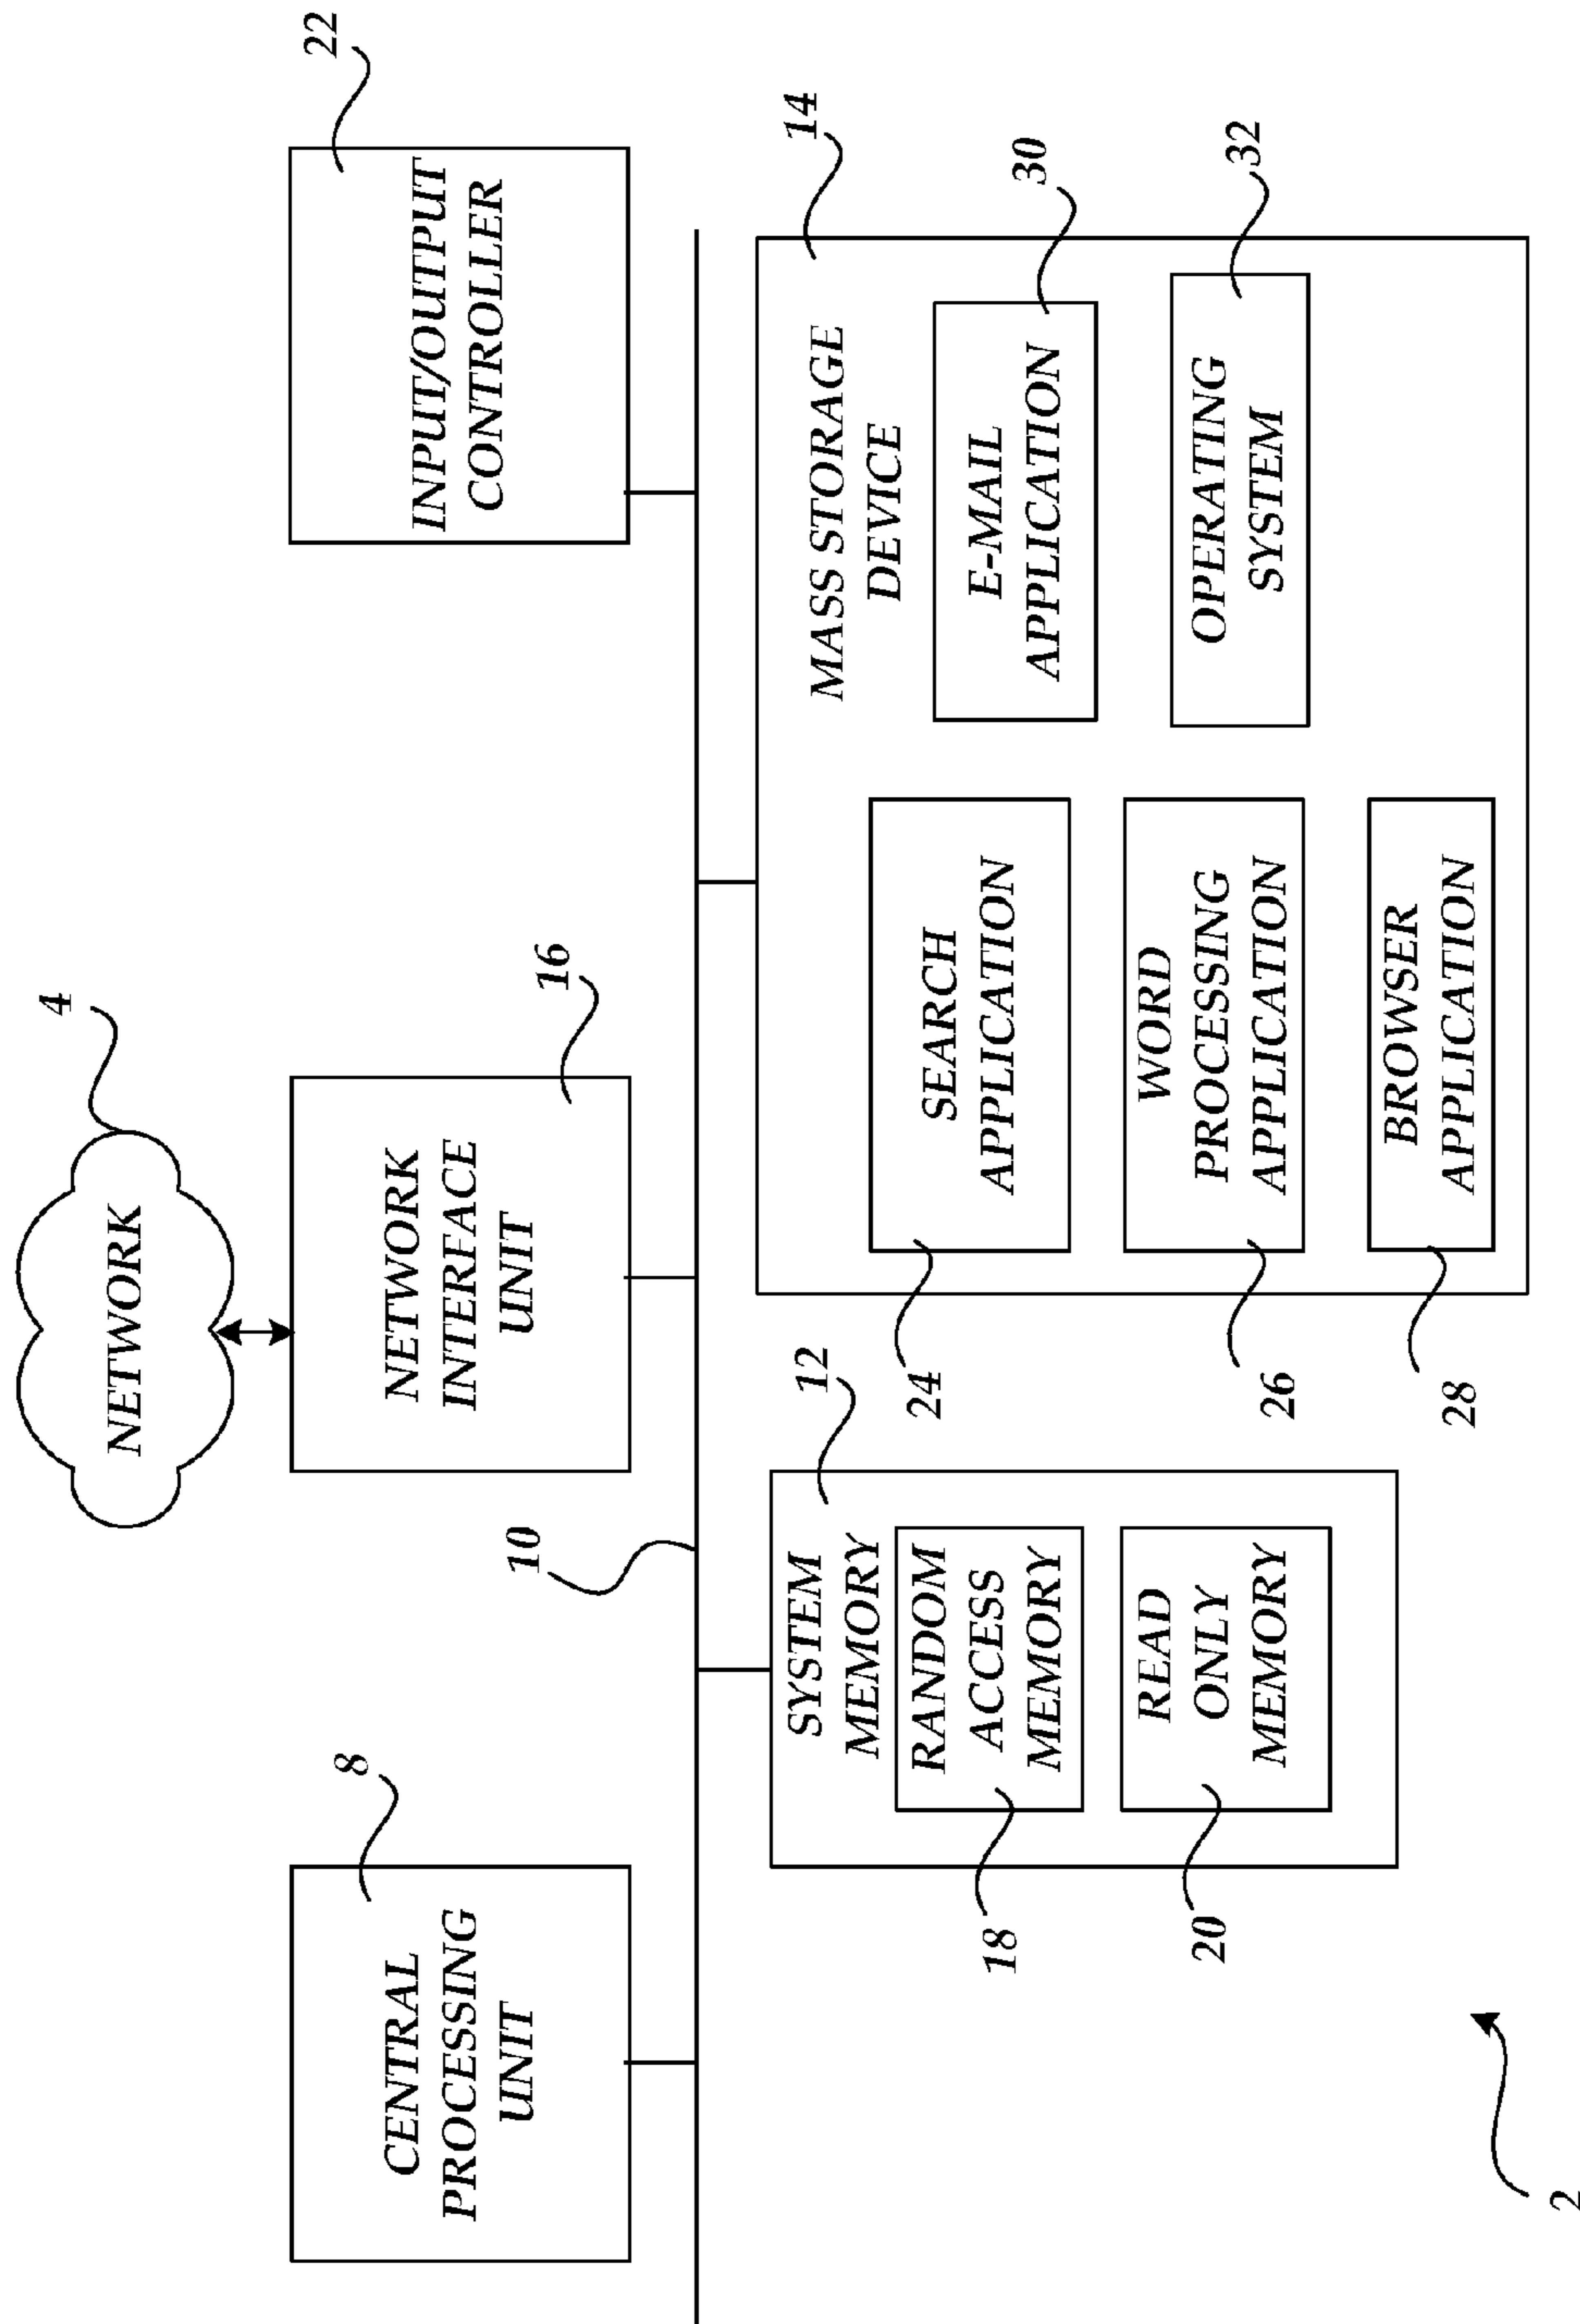 4
NETWORK
8
CENTRAL
PROCESSING
UNIT
16
NETWORK
INTERFACE
UNIT
22
INPUT/OUTPUT
CONTROLLER
10
12
SYSTEM
MEMORY
RANDOM
ACCESS
MEMORY
18
READ
ONLY
MEMORY
20
14
MASS STORAGE
DEVICE
SEARCH
APPLICATION
24
WORD
PROCESSING
APPLICATION
26
BROWSER
APPLICATION
28
E-MAIL
APPLICATION
30
OPERATING
SYSTEM
32
2